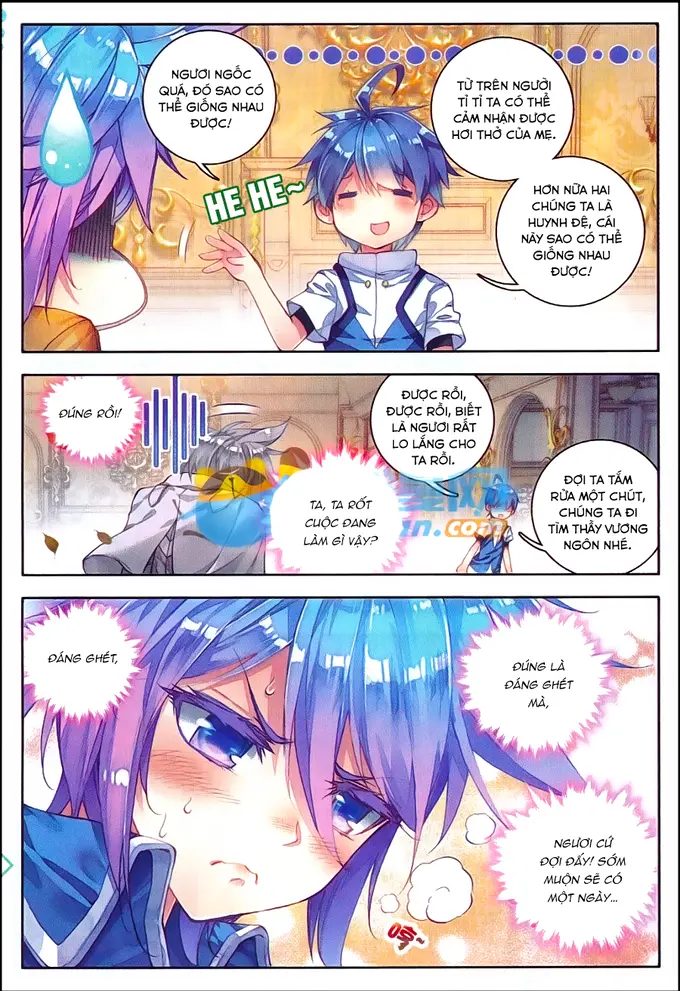 NGƯƠI NGỐC
QUÁ, ĐÓ SAO CÓ
THỂ GIỐNG NHAU
ĐƯỢC!
HE HE~
TỪ TRÊN NGƯỜI
TỈ TỈ TA CÓ THỂ
CẢM NHẬN ĐƯỢC
HƠI THỞ CỦA MẸ.
HƠN NỮA HAI
CHÚNG TA LÀ
HUYNH ĐỆ, CÁI
NÀY SAO CÓ THỂ
GIỐNG NHAU
ĐƯỢC!
ĐÚNG RỒI!
ĐƯỢC RỒI,
ĐƯỢC RỒI, BIẾT
LÀ NGƯƠI RẤT
LO LẮNG CHO
TA RỒI.
TA, TA RỐT
CUỘC ĐANG
LÀM GÌ VẬY?
ĐỢI TA TẮM
RỬA MỘT CHÚT,
CHÚNG TA ĐI
TÌM THẦY VƯƠNG
NGÔN NHÉ.
.com
ĐÁNG GHÉT,
ĐÚNG LÀ
ĐÁNG GHÉT
MÀ,
NGƯƠI CỨ
ĐỢI ĐẤY! SỚM
MUỘN SẼ CÓ
MỘT NGÀY...
哼~